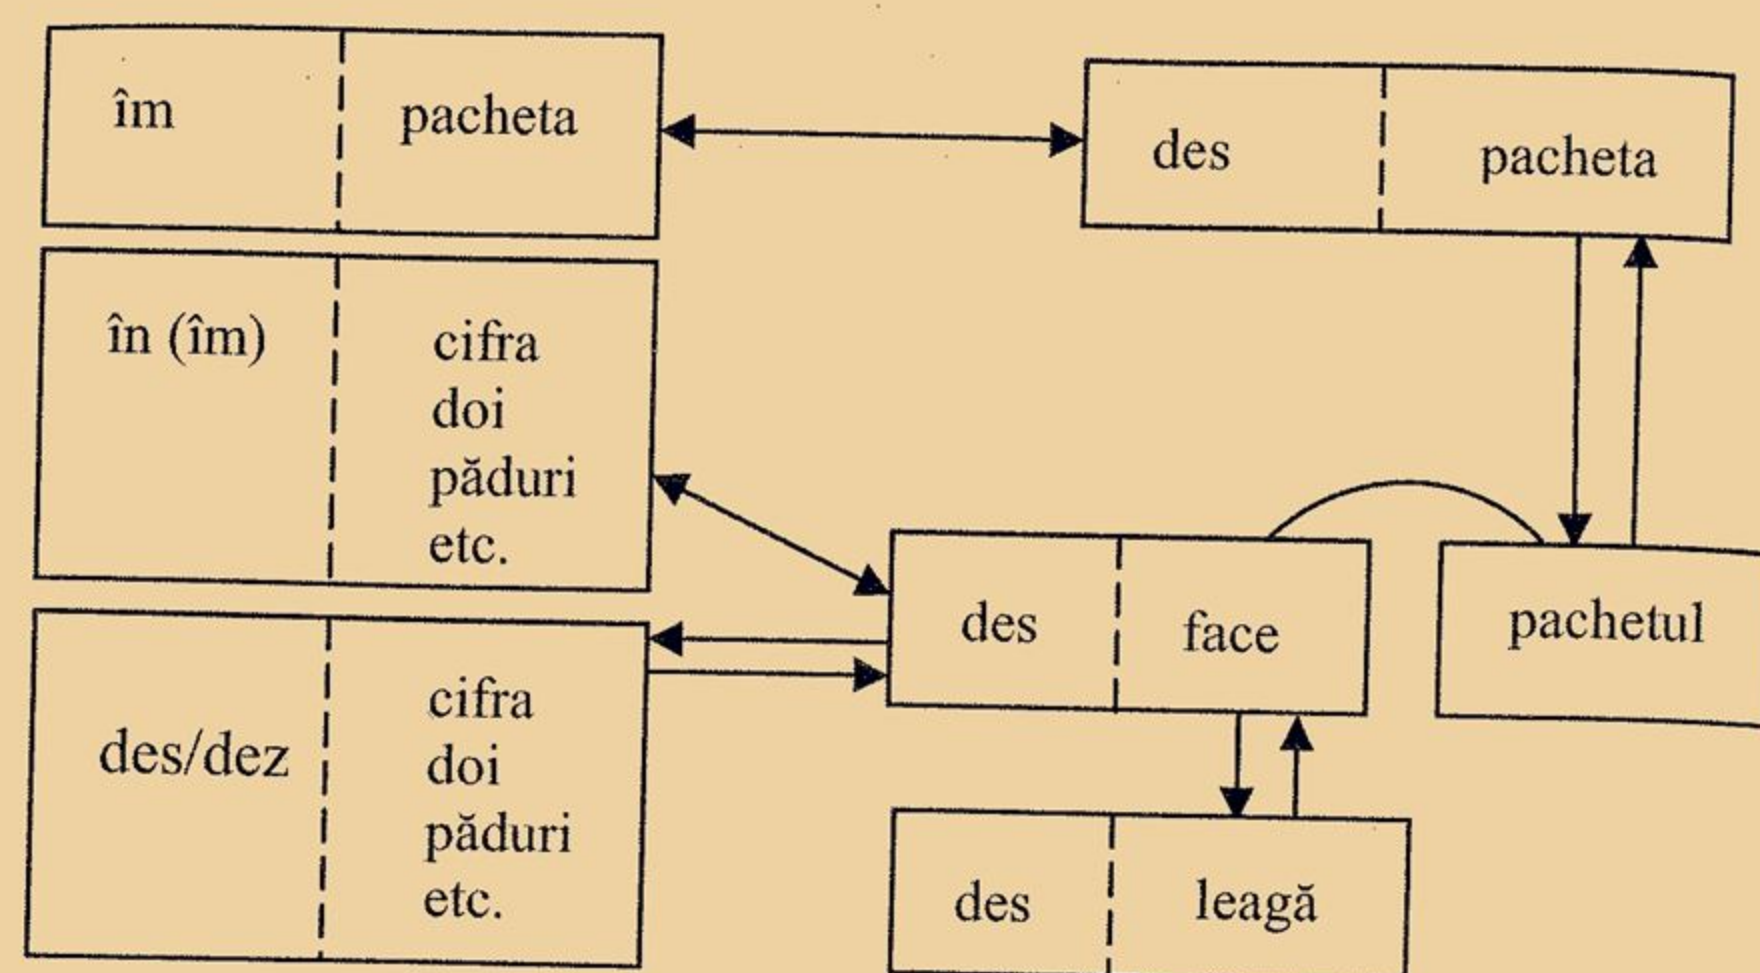 îm pacheta
des pacheta
în (îm)
cifra
doi
păduri
etc.
des face
pachetul
des/dez
cifra
doi
păduri
etc.
des leagă